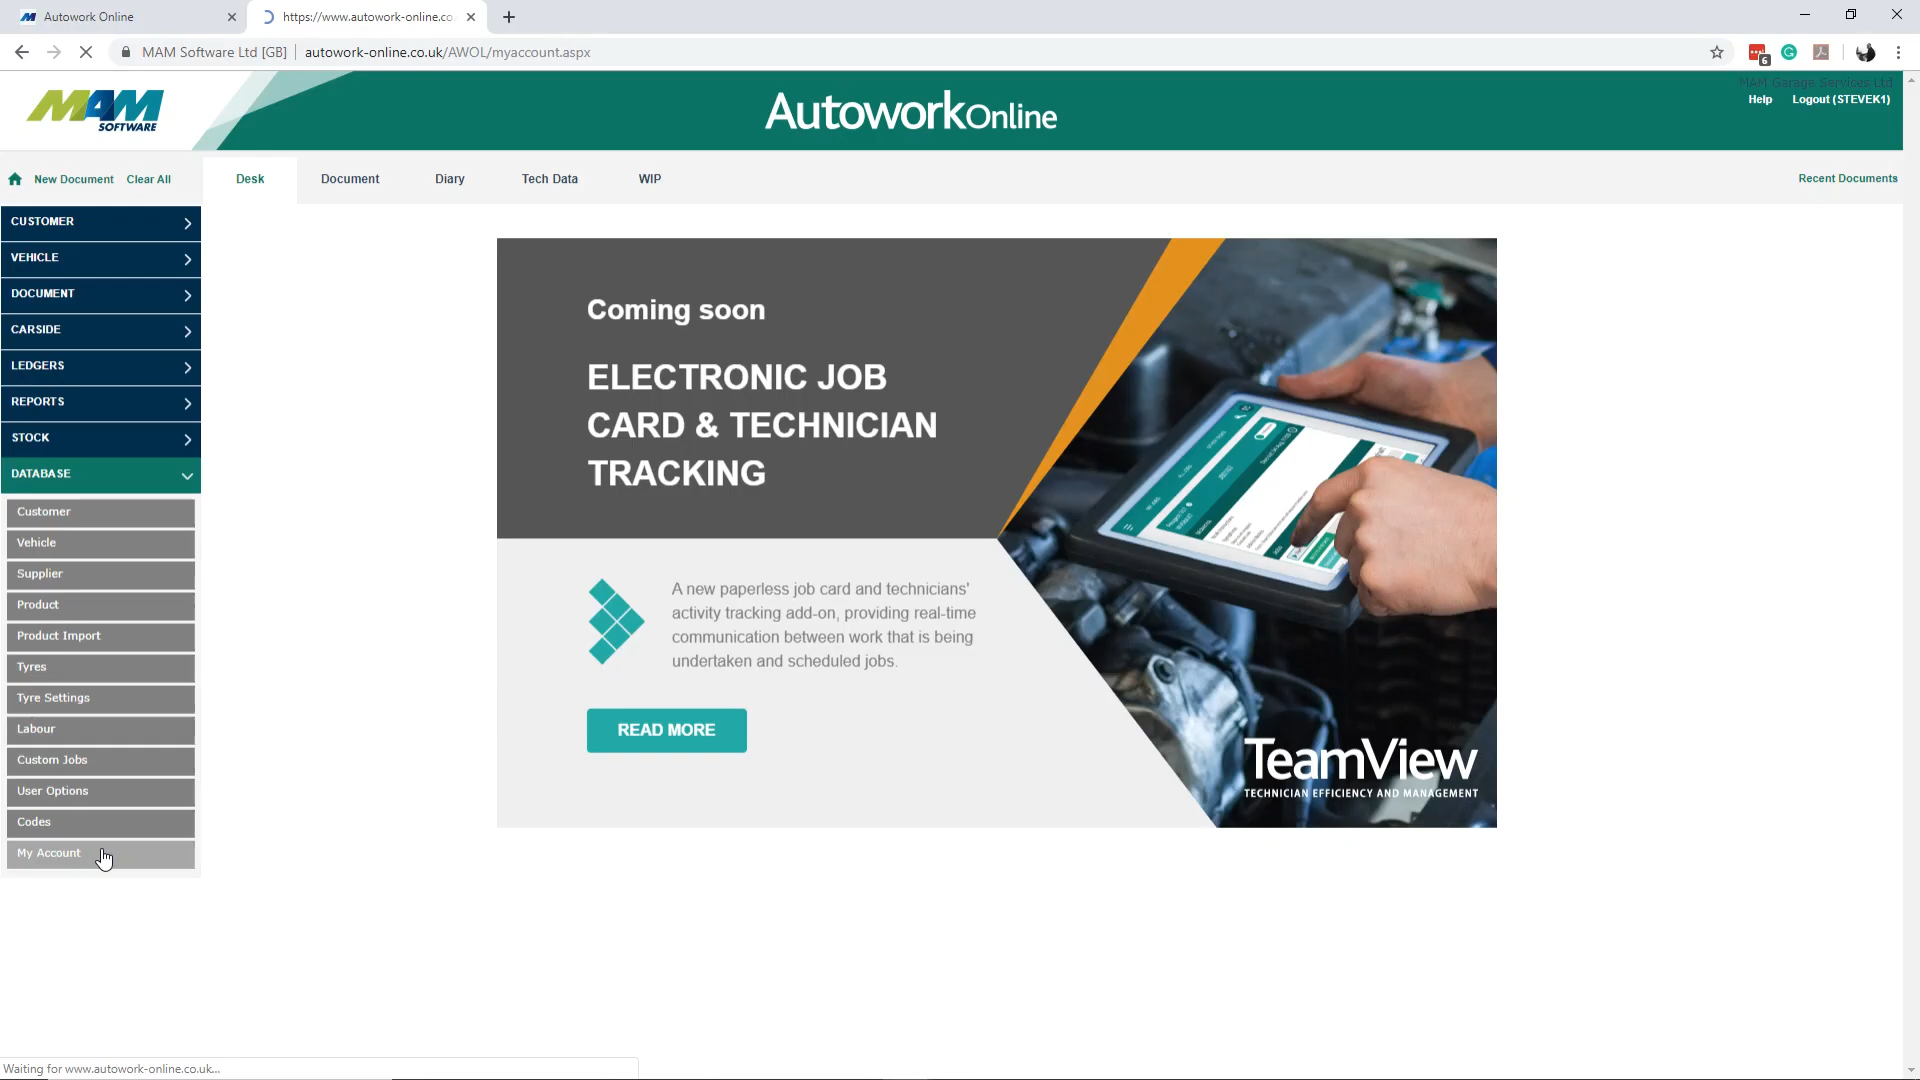 Autowork Online
https://www.autowork-online.co
MAM Software Ltd [GB]
autowork-online.co.uk/AWOL/myaccount.aspx
6
MAM
SOFTWARE
AutoworkOnline
MAM Garage Services Ltd
Help
Logout (STEVEK1)
New Document
Clear All
Desk
Document
Diary
Tech Data
WIP
Recent Documents
CUSTOMER
VEHICLE
DOCUMENT
CARSIDE
LEDGERS
REPORTS
STOCK
DATABASE
Customer
Vehicle
Supplier
Product
Product Import
Tyres
Tyre Settings
Labour
Custom Jobs
User Options
Codes
My Account
Coming soon
ELECTRONIC JOB
CARD & TECHNICIAN
TRACKING
A new paperless job card and technicians'
activity tracking add-on, providing real-time
communication between work that is being
undertaken and scheduled jobs.
READ MORE
TeamView
TECHNICIAN EFFICIENCY AND MANAGEMENT
Waiting for www.autowork-online.co.uk...